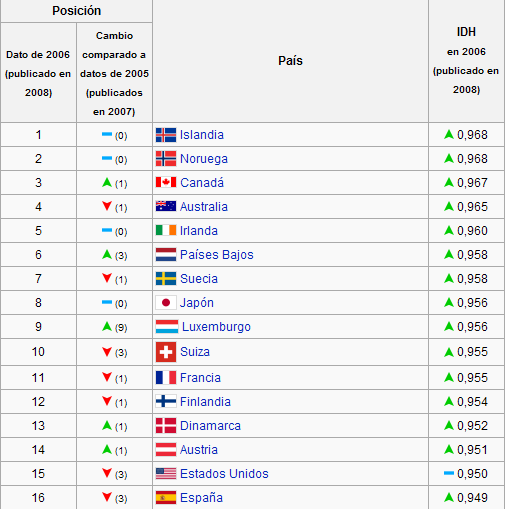 Posición
País
IDH
en 2006
(publicado en
2008)
Dato de 2006
(publicado en
2008)
Cambio
comparado a
datos de 2005
(publicados
en 2007)
1 (0) Islandia 0,968
2 (0) Noruega 0,968
3 (1) Canadá 0,967
4 (1) Australia 0,965
5 (0) Irlanda 0,960
6 (3) Países Bajos 0,958
7 (1) Suecia 0,958
8 (0) Japón 0,956
9 (9) Luxemburgo 0,956
10 (3) Suiza 0,955
11 (1) Francia 0,955
12 (1) Finlandia 0,954
13 (1) Dinamarca 0,952
14 (1) Austria 0,951
15 (3) Estados Unidos 0,950
16 (3) España 0,949